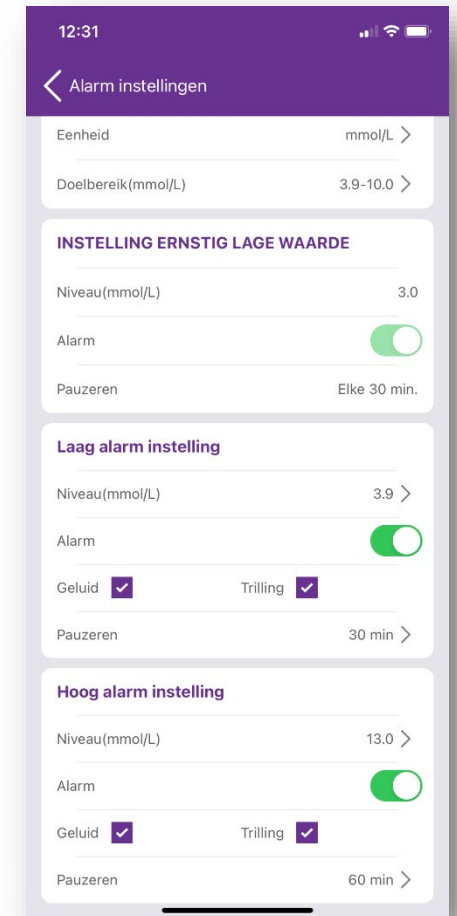 12:31
Alarm instellingen
Eenheid mmol/L
Doelbereik(mmol/L) 3.9-10.0
INSTELLING ERNSTIG LAGE WAARDE
Niveau(mmol/L) 3.0
Alarm
Pauzeren Elke 30 min.
Laag alarm instelling
Niveau(mmol/L) 3.9
Alarm
Geluid Trilling
Pauzeren 30 min
Hoog alarm instelling
Niveau(mmol/L) 13.0
Alarm
Geluid Trilling
Pauzeren 60 min